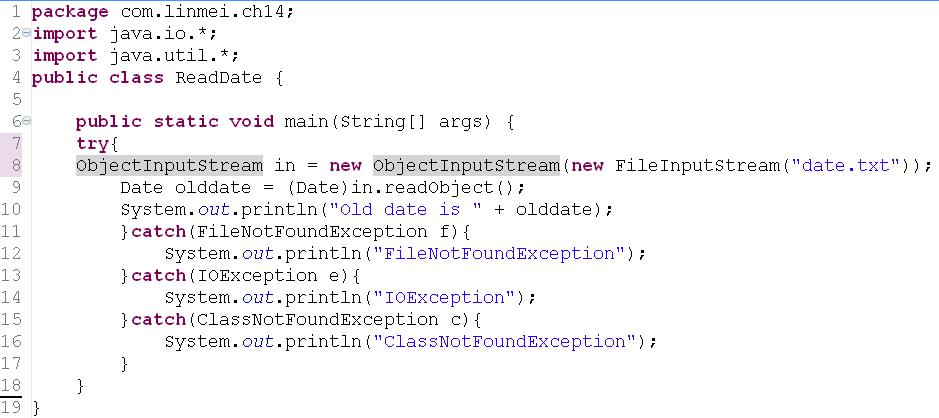 1 package com.linmei.ch14;
2 import java.io.*;
3 import java.util.*;
4 public class ReadDate {
5
6 public static void main(String[] args) {
7 try{
8 ObjectInputStream in = new ObjectInputStream(new FileInputStream("date.txt"));
9 Date olddate = (Date)in.readObject();
10 System.out.println("Old date is " + olddate);
11 }catch(FileNotFoundException f){
12 System.out.println("FileNotFoundException");
13 }catch(IOException e){
14 System.out.println("IOException");
15 }catch(ClassNotFoundException c){
16 System.out.println("ClassNotFoundException");
17 }
18 }
19 }